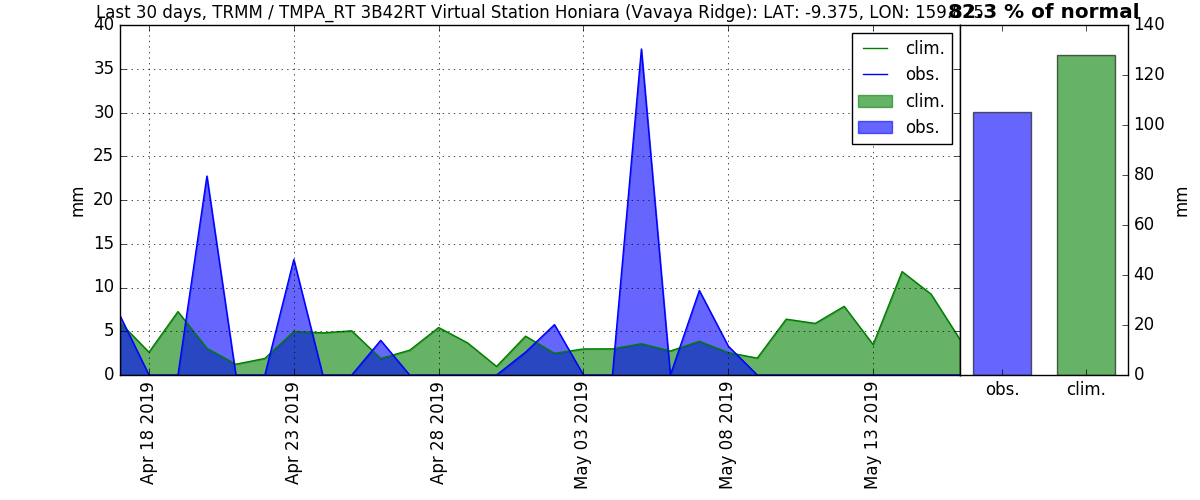 Last 30 days, TRMM / TMPA_RT 3B42RT Virtual Station Honiara (Vavaya Ridge): LAT: -9.375, LON:
82.3 % of normal
40
35
30
25
20
15
10
5
0
mm
clim.
obs.
clim.
obs.
Apr 18 2019
Apr 23 2019
Apr 28 2019
May 03 2019
May 08 2019
May 13 2019
140
120
100
80
60
40
20
0
mm
obs.
clim.